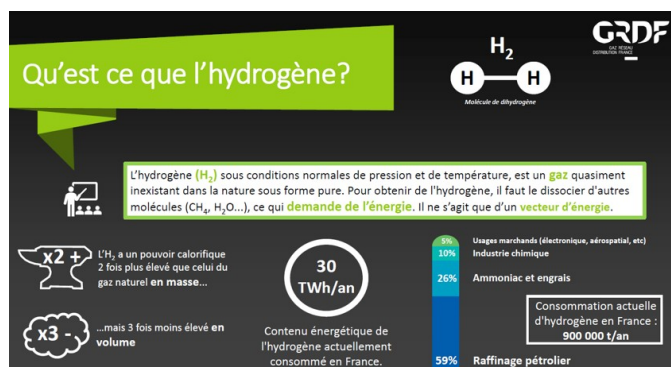 GRDF
GAZ RÉSEAU
DISTRIBUTION FRANCE
Qu'est ce que l'hydrogène?
H₂
H H
Molécule de dihydrogène
L'hydrogène (H₂) sous conditions normales de pression et de température, est un gaz quasiment
inexistant dans la nature sous forme pure. Pour obtenir de l'hydrogène, il faut le dissocier d'autres
molécules (CH₄, H₂O...), ce qui demande de l'énergie. Il ne s'agit que d'un vecteur d'énergie.
x2 +
L'H₂ a un pouvoir calorifique
2 fois plus élevé que celui du
gaz naturel en masse...
x3 -
...mais 3 fois moins élevé en
volume
30
TWh/an
Contenu énergétique de
l'hydrogène actuellement
consommé en France.
5% Usages marchands (électronique, aérospatial, etc)
10% Industrie chimique
26% Ammoniac et engrais
59% Raffinage pétrolier
Consommation actuelle
d'hydrogène en France :
900 000 t/an